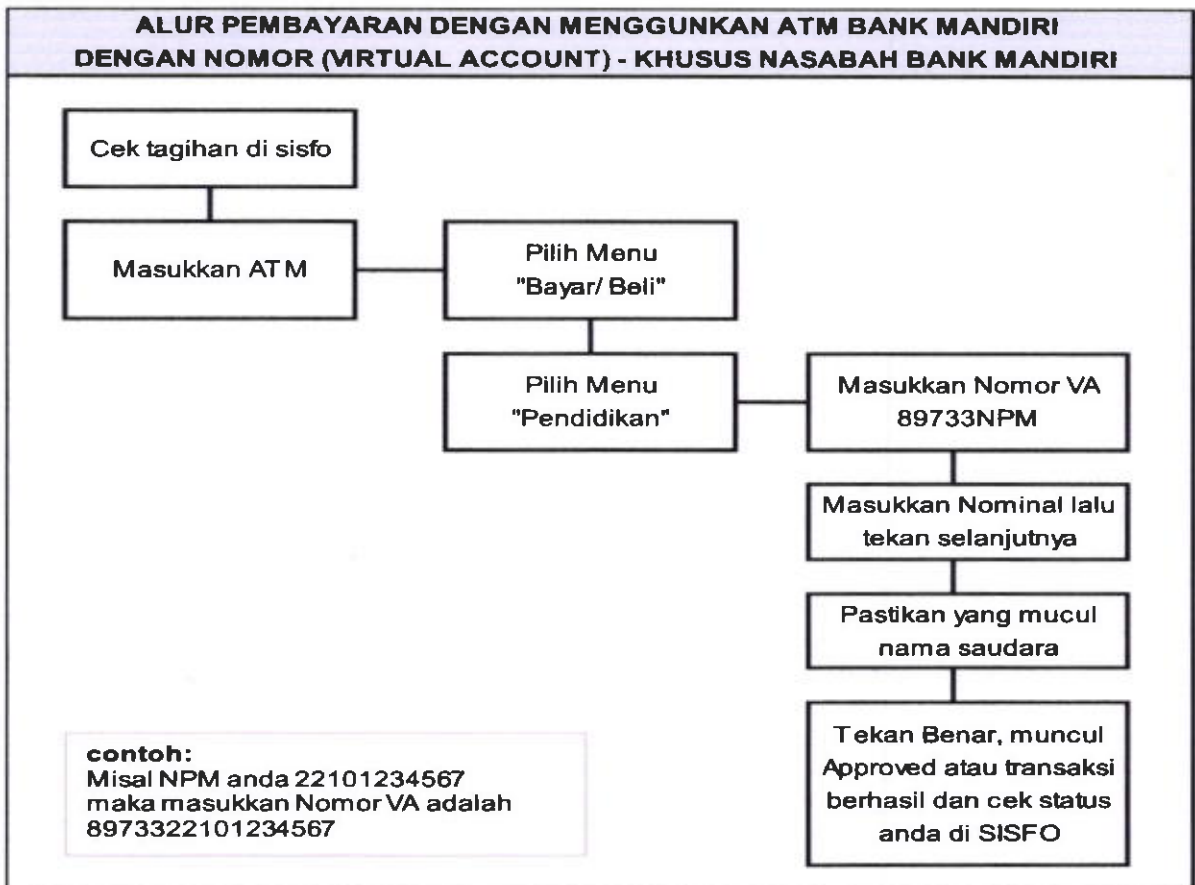 ALUR PEMBAYARAN DENGAN MENGGUNKAN ATM BANK MANDIRI
DENGAN NOMOR (VIRTUAL ACCOUNT) - KHUSUS NASABAH BANK MANDIRI
Cek tagihan di sisfo
Masukkan ATM
Pilih Menu
"Bayar/ Beli"
Pilih Menu
"Pendidikan"
Masukkan Nomor VA
89733NPM
Masukkan Nominal lalu
tekan selanjutnya
Pastikan yang mucul
nama saudara
Tekan Benar, muncul
Approved atau transaksi
berhasil dan cek status
anda di SISFO
contoh:
Misal NPM anda 22101234567
maka masukkan Nomor VA adalah
8973322101234567